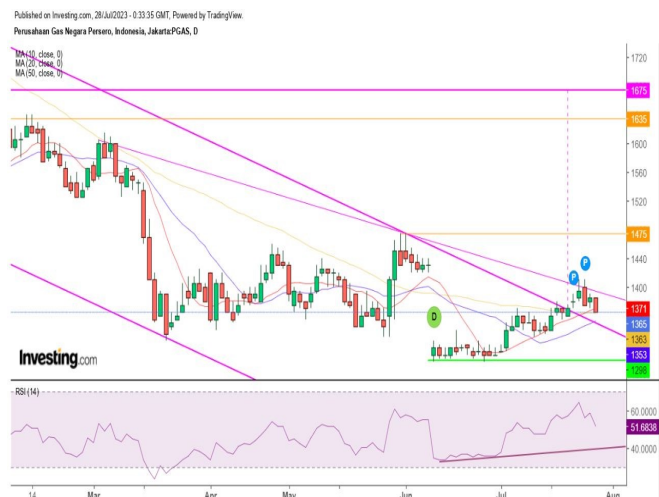 Published on Investing.com, 28/Jul/2023 - 0:33:35 GMT, Powered by TradingView.
Perusahaan Gas Negara Persero, Indonesia, Jakarta:PGAS, D
MA (10, close, 0)
MA (20, close, 0)
MA (50, close, 0)
1720
1675
1635
1600
1560
1520
1475
1440
1400
1371
1365
1363
1353
1298
P
P
D
Investing.com
RSI (14)
60.0000
51.6838
40.0000
14 Mar Apr May Jun Jul Aug